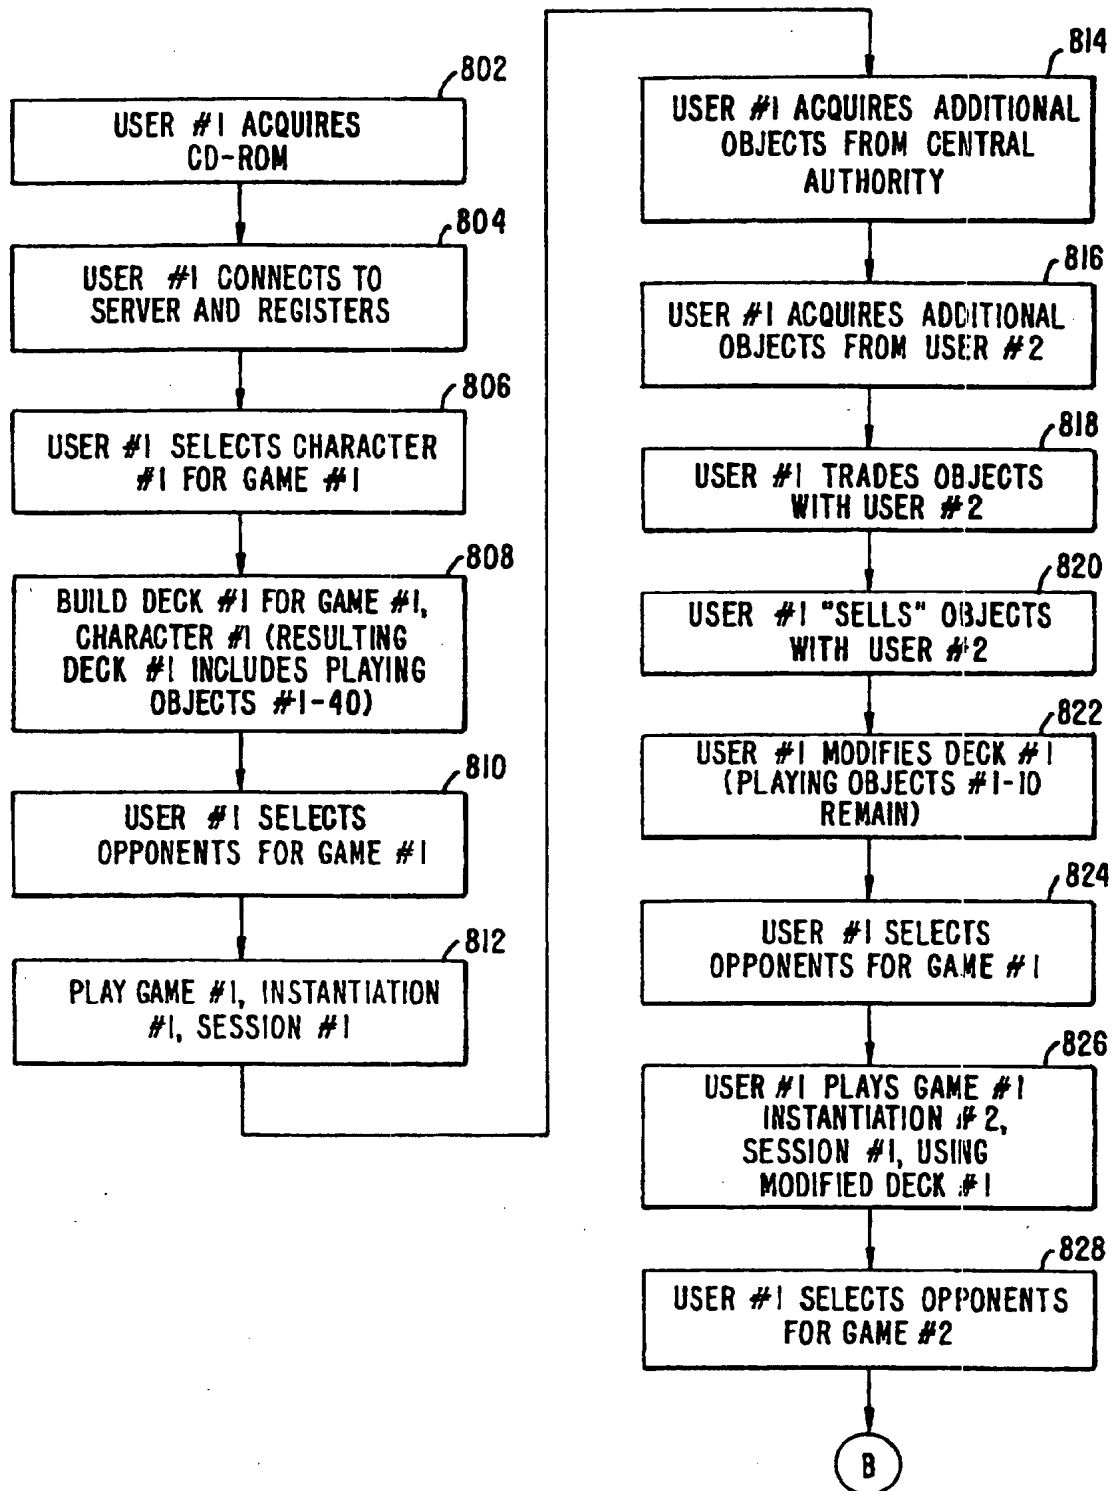 802
USER #1 ACQUIRES
CD-ROM
804
USER #1 CONNECTS TO
SERVER AND REGISTERS
806
USER #1 SELECTS CHARACTER
#1 FOR GAME #1
808
BUILD DECK #1 FOR GAME #1,
CHARACTER #1 (RESULTING
DECK #1 INCLUDES PLAYING
OBJECTS #1-40)
810
USER #1 SELECTS
OPPONENTS FOR GAME #1
812
PLAY GAME #1, INSTANTIATION
#1, SESSION #1
814
USER #1 ACQUIRES ADDITIONAL
OBJECTS FROM CENTRAL
AUTHORITY
816
USER #1 ACQUIRES ADDITIONAL
OBJECTS FROM USER #2
818
USER #1 TRADES OBJECTS
WITH USER #2
820
USER #1 "SELLS" OBJECTS
WITH USER #2
822
USER #1 MODIFIES DECK #1
(PLAYING OBJECTS #1-10
REMAIN)
824
USER #1 SELECTS
OPPONENTS FOR GAME #1
826
USER #1 PLAYS GAME #1
INSTANTIATION #2,
SESSION #1, USING
MODIFIED DECK #1
828
USER #1 SELECTS OPPONENTS
FOR GAME #2
B